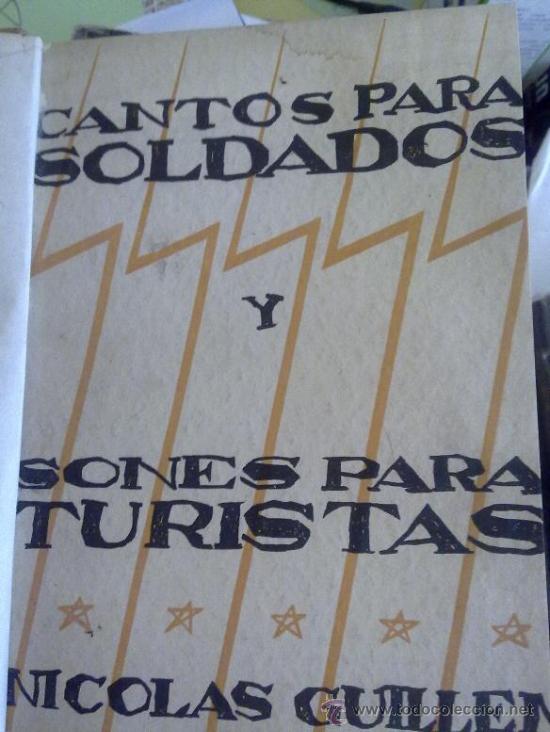 CANTOS PARA
SOLDADOS
Y
SONES PARA
TURISTAS
NICOLAS GUILLEN
www.todocoleccion.net